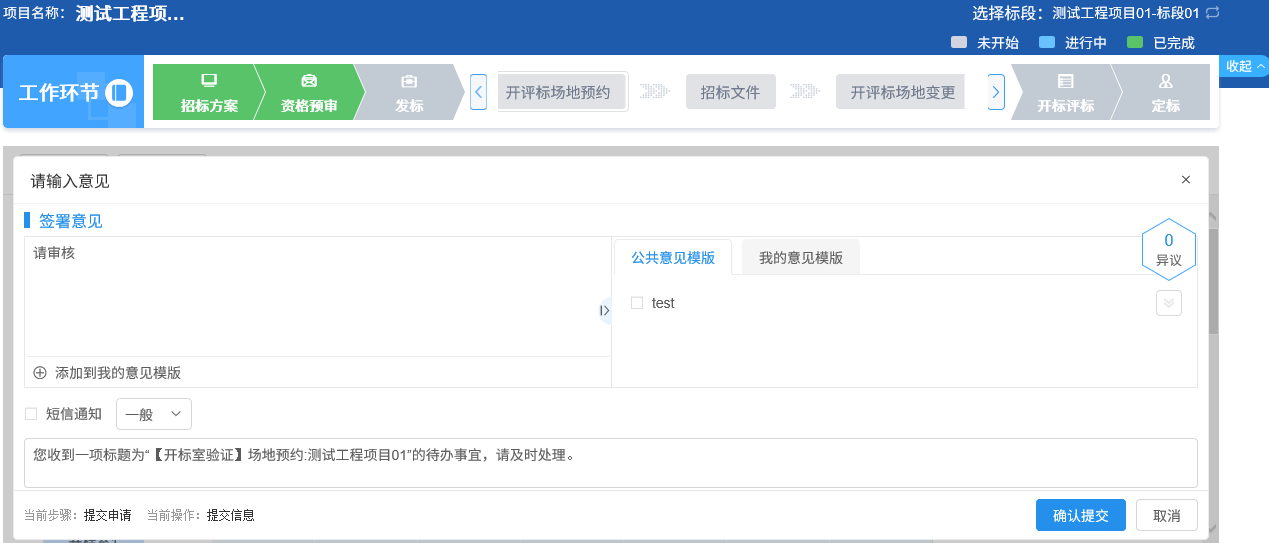 项目名称： 测试工程项...
选择标段：测试工程项目01-标段01
未开始 进行中 已完成
收起
工作环节
招标方案 资格预审 发标 开评标场地预约 招标文件 开评标场地变更 开标评标 定标
请输入意见
签署意见
请审核
公共意见模版 我的意见模版
0
异议
test
添加到我的意见模版
短信通知 一般
您收到一项标题为“【开标室验证】场地预约:测试工程项目01”的待办事宜，请及时处理。
当前步骤：提交申请 当前操作：提交信息
确认提交 取消